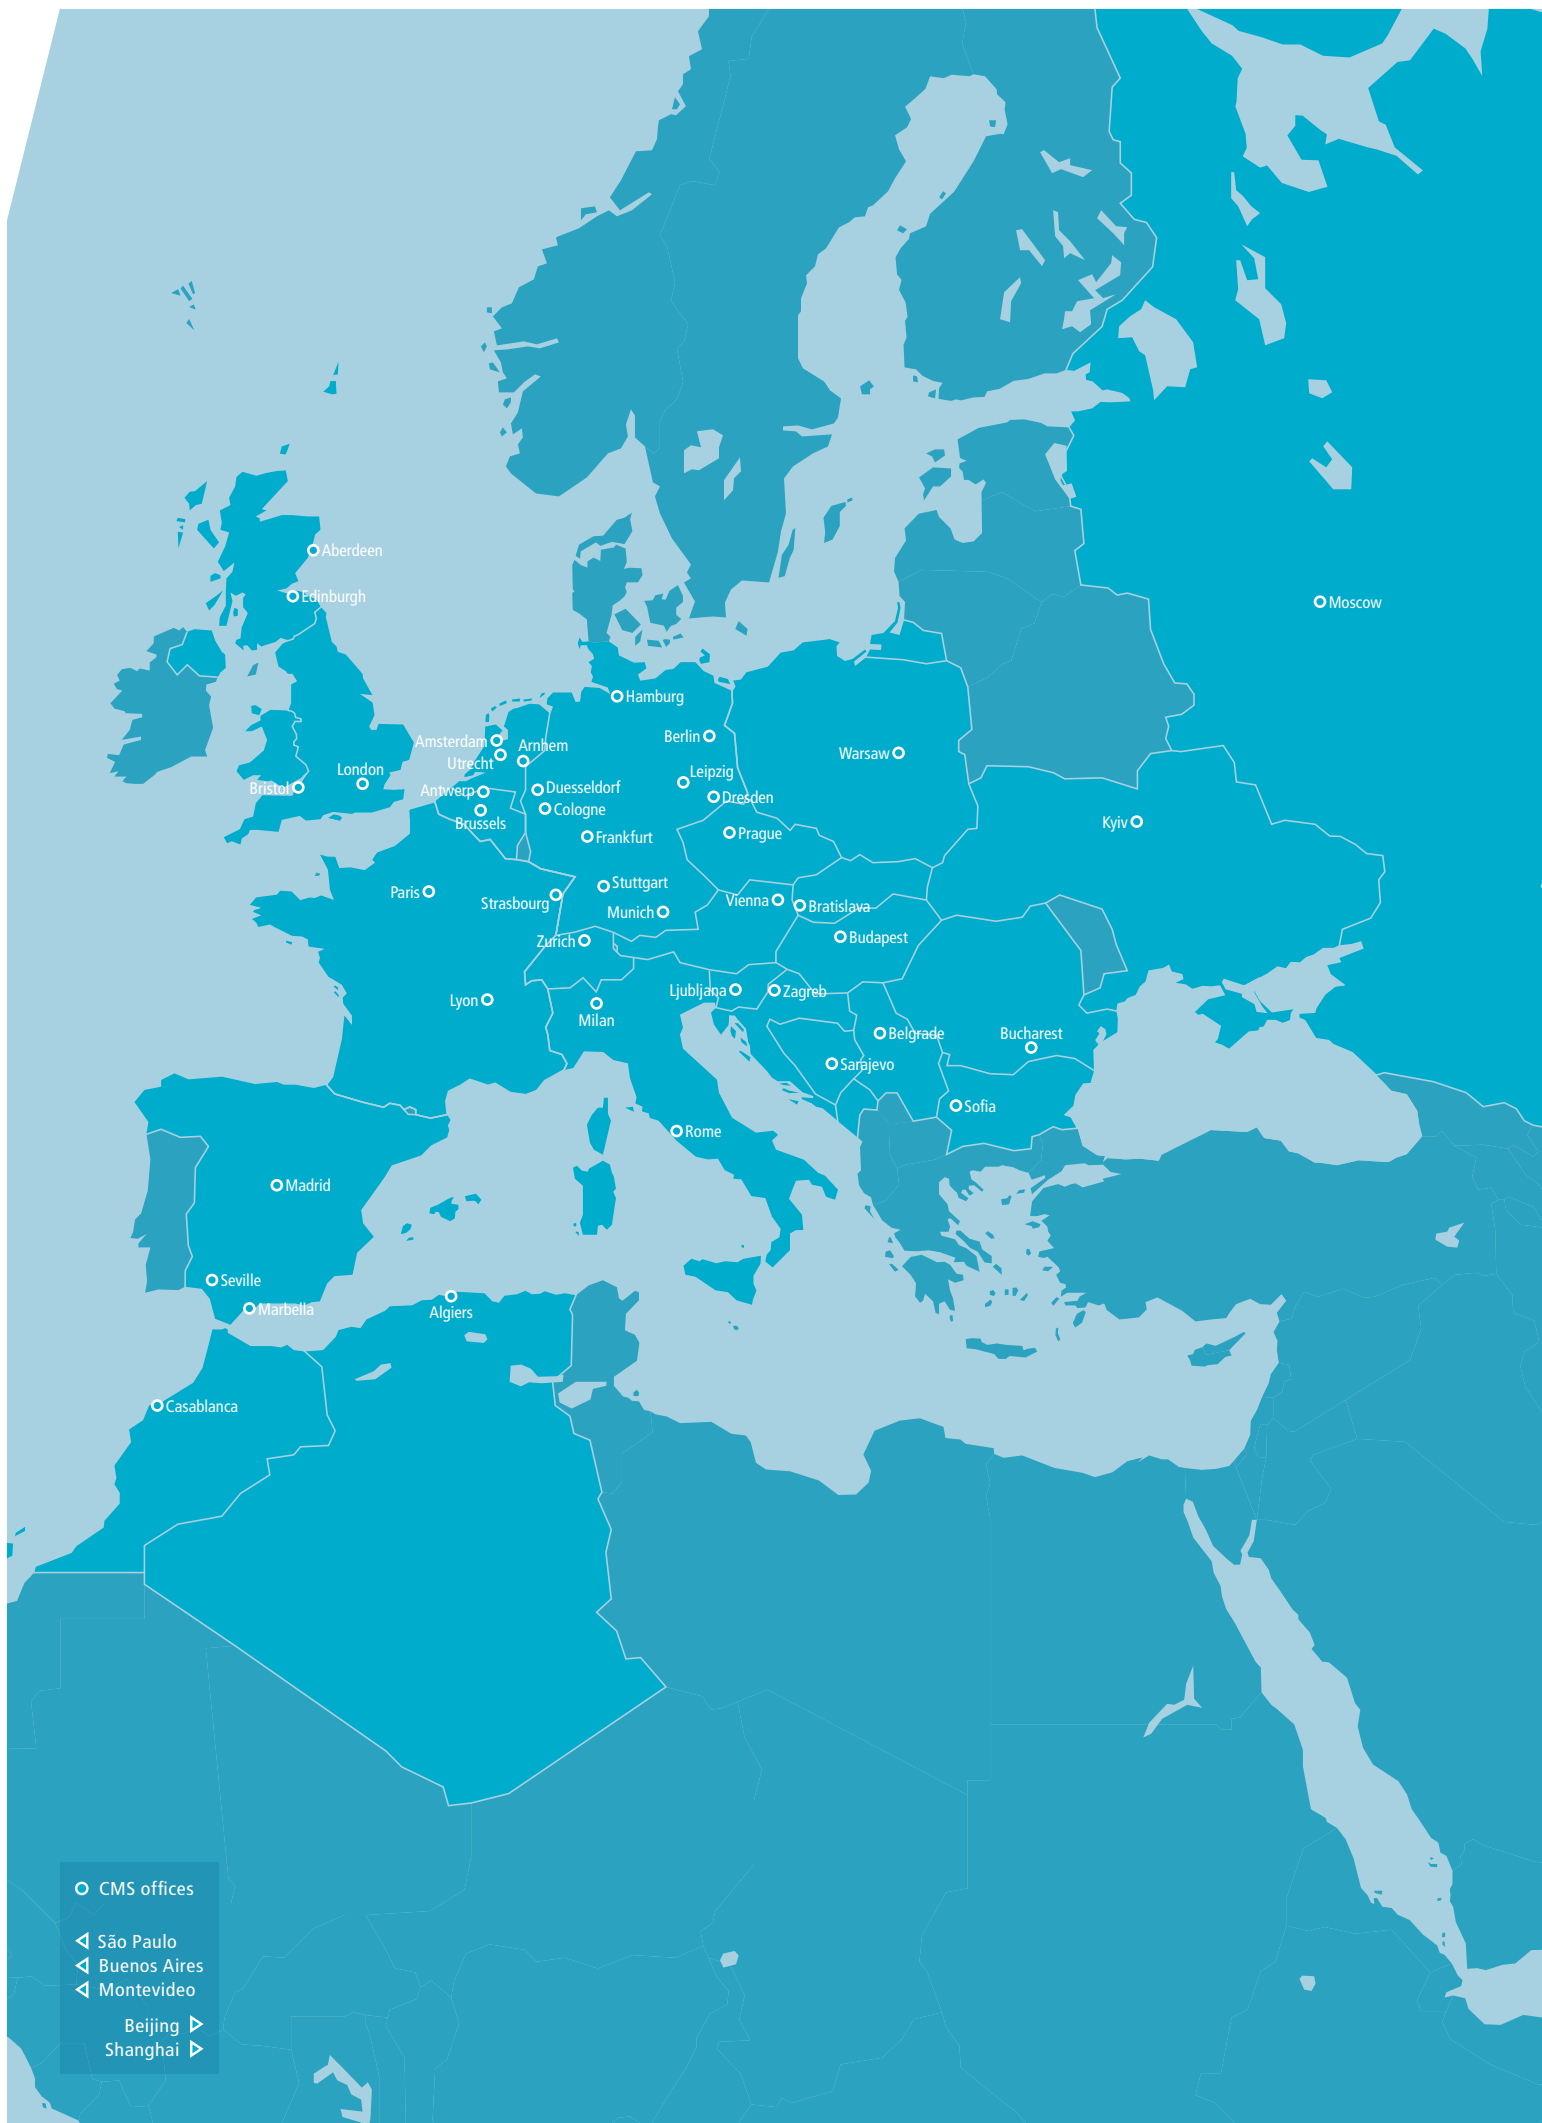 Aberdeen
Edinburgh
Moscow
Hamburg
Berlin
Amsterdam
Arnhem
Utrecht
Warsaw
London
Leipzig
Bristol
Antwerp
Duesseldorf
Dresden
Cologne
Brussels
Kyiv
Frankfurt
Prague
Paris
Stuttgart
Strasbourg
Vienna
Bratislava
Munich
Zurich
Budapest
Ljubljana
Zagreb
Lyon
Milan
Belgrade
Bucharest
Sarajevo
Sofia
Rome
Madrid
Seville
Marbella
Algiers
Casablanca
CMS offices
São Paulo
Buenos Aires
Montevideo
Beijing
Shanghai